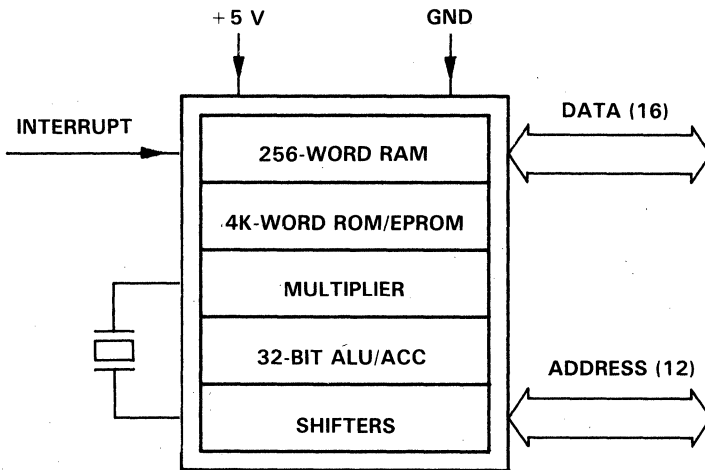 +5 V
GND
DATA (16)
INTERRUPT
256-WORD RAM
4K-WORD ROM/EPROM
MULTIPLIER
32-BIT ALU/ACC
ADDRESS (12)
SHIFTERS